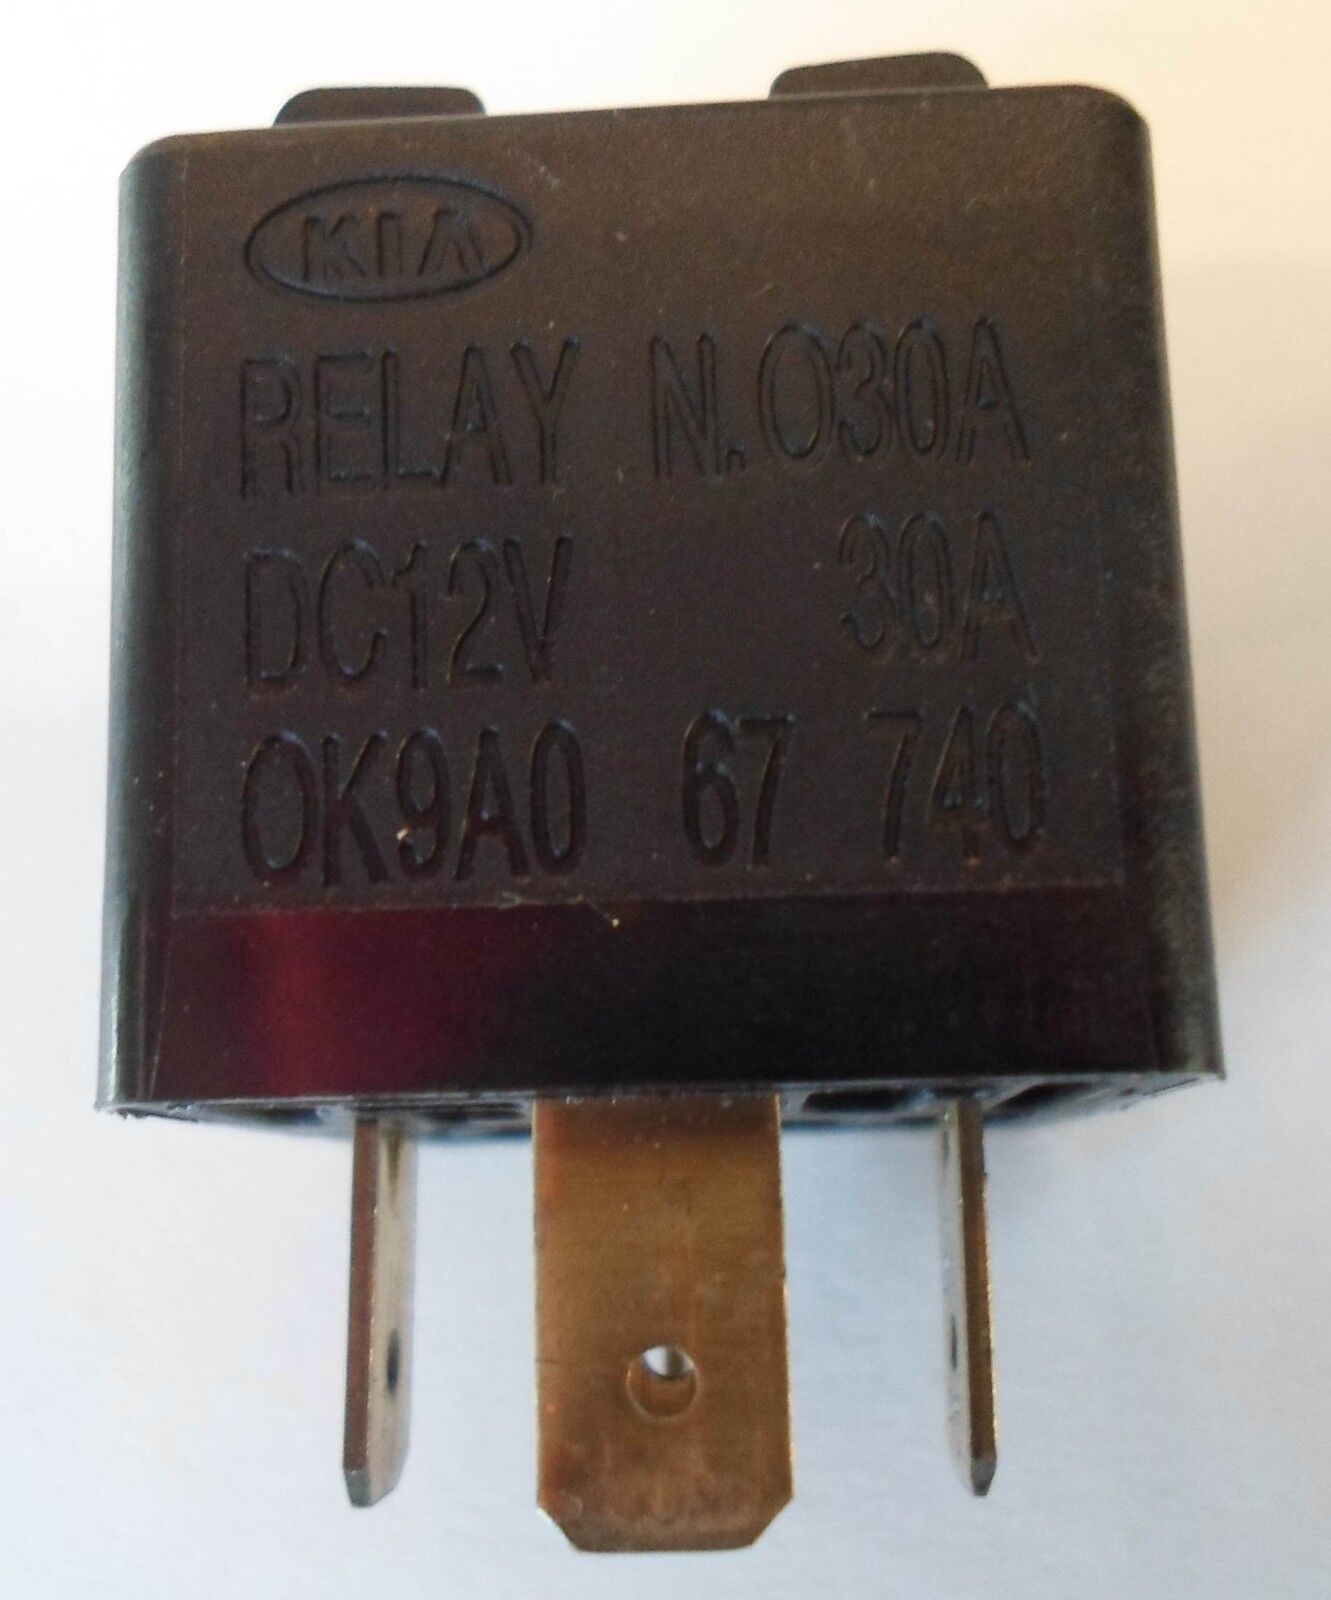 KIA
RELAY N.O30A
DC12V 30A
OK9A0 67 740